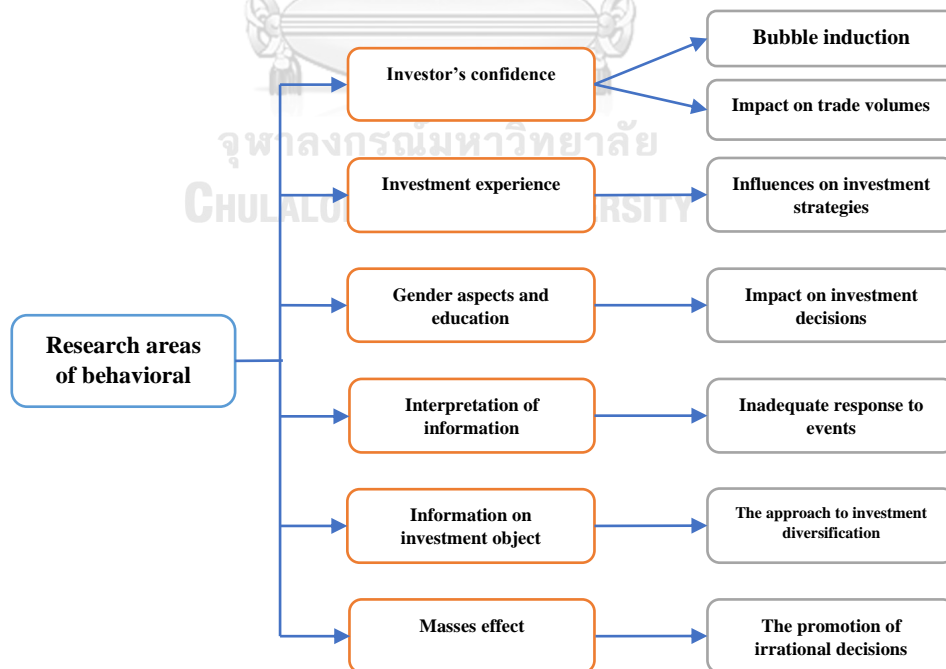 Bubble induction
Investor's confidence
Impact on trade volumes
จุฬาลงกรณ์มหาวิทยาลัย
Investment experience
Influences on investment
strategies
Gender aspects and
education
Impact on investment
decisions
Research areas
of behavioral
Interpretation of
information
Inadequate response to
events
Information on
investment object
The approach to investment
diversification
Masses effect
The promotion of
irrational decisions